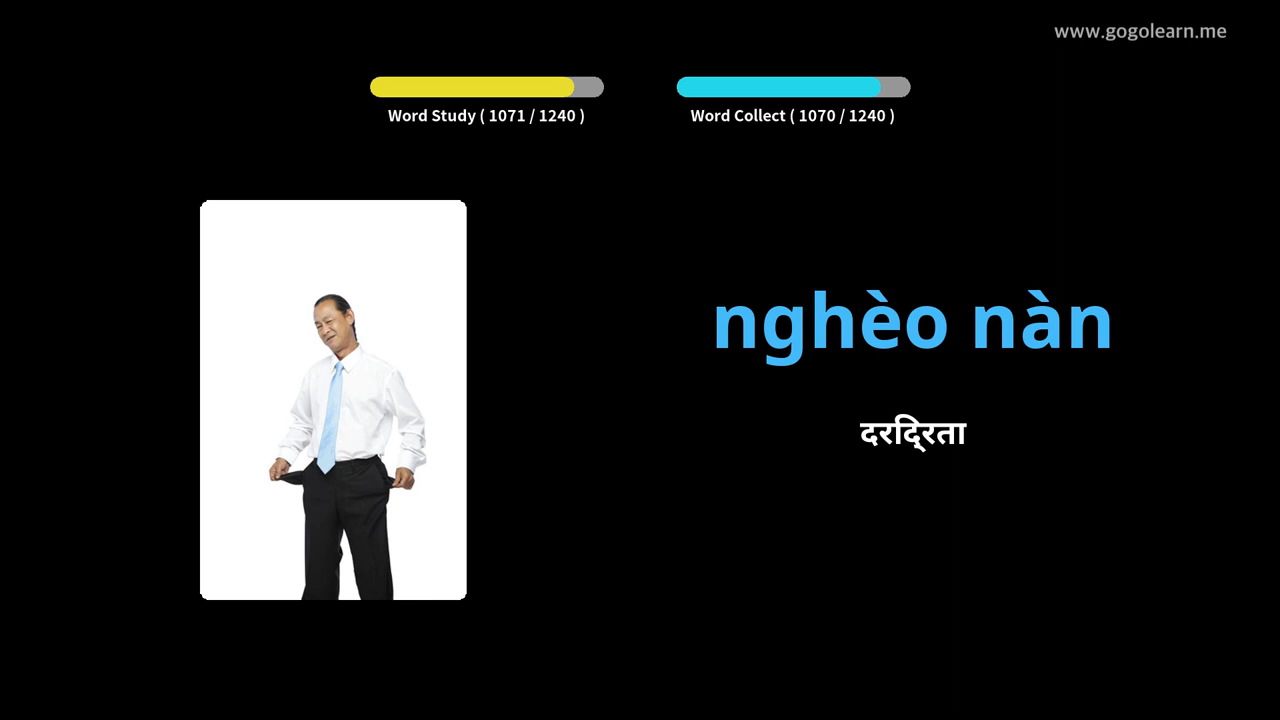 www.gogolearn.me
Word Study ( 1071 / 1240 )
Word Collect ( 1070 / 1240 )
nghèo nàn
दरिद्रता